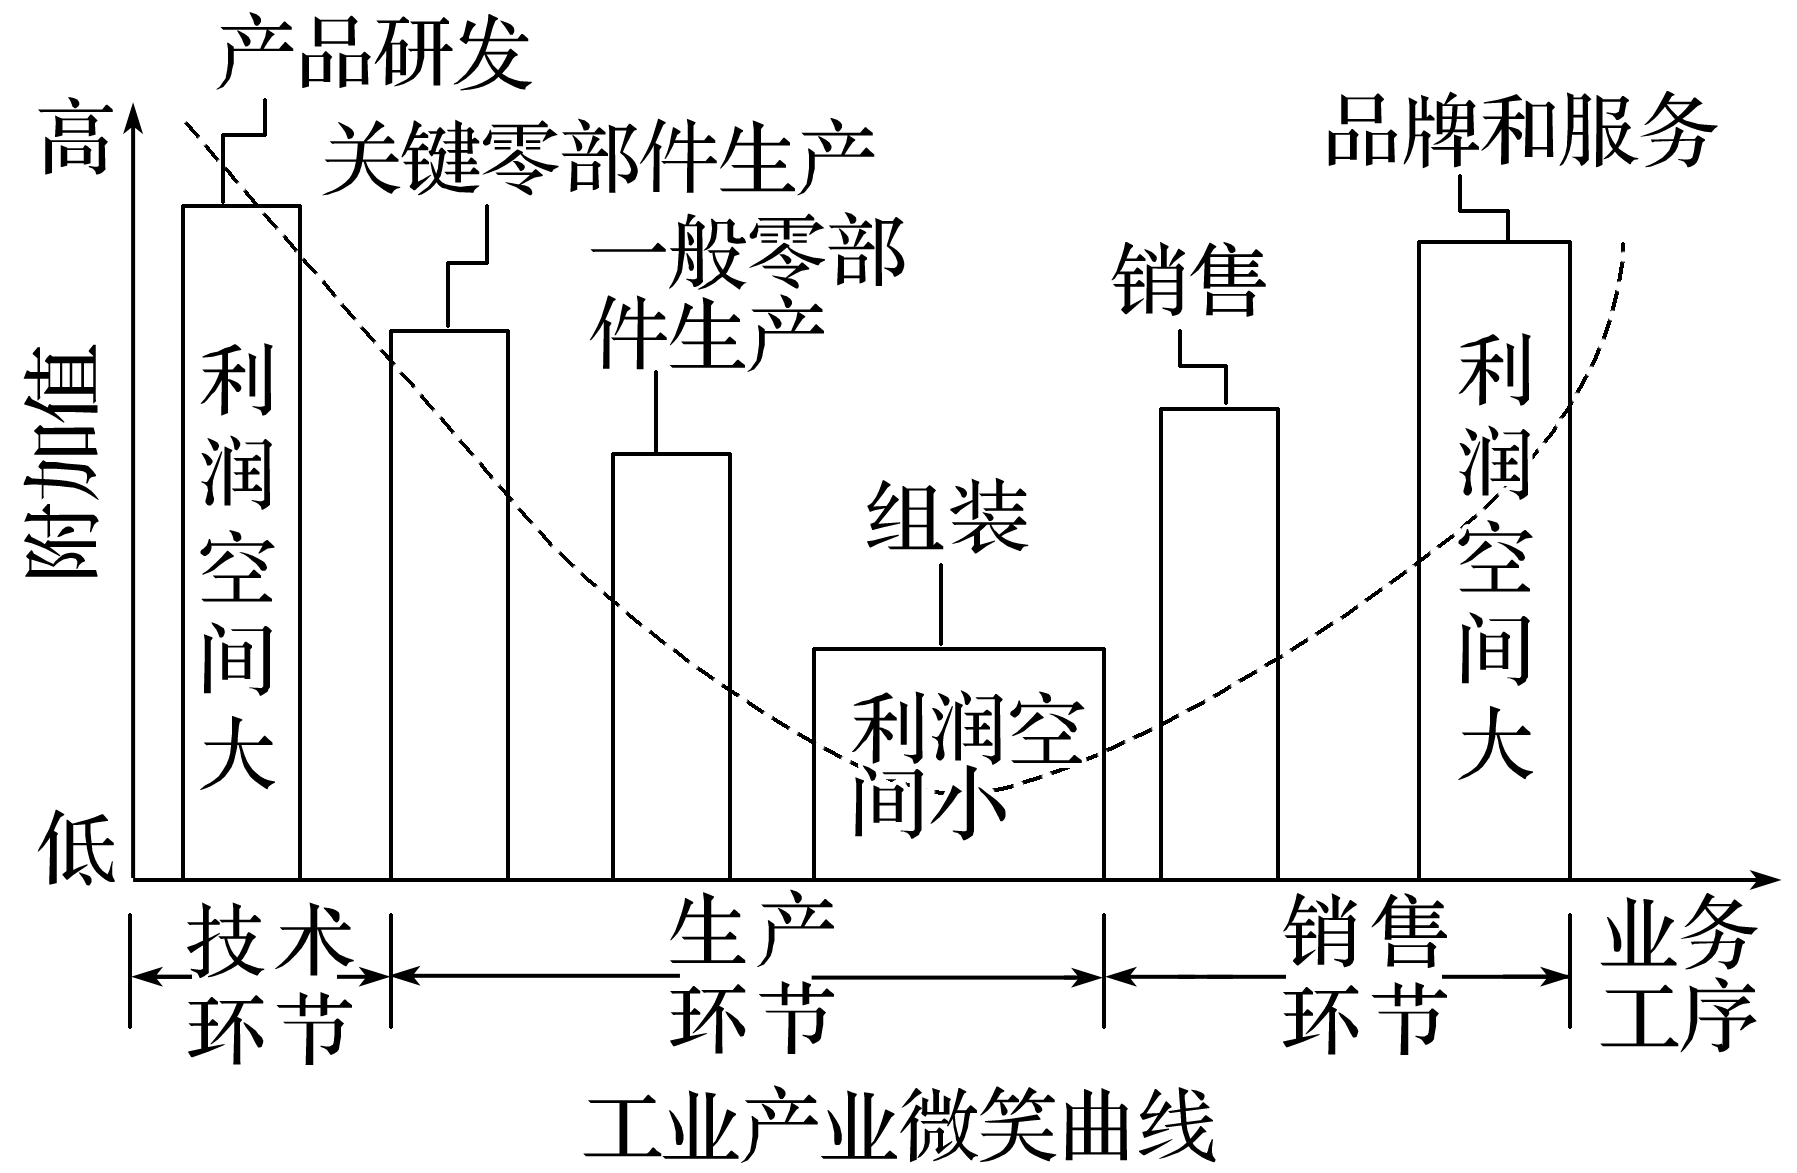 产品研发
关键零部件生产
一般零部
件生产
组装
销售
品牌和服务
高
附加值
低
利润空间大
利润空
间小
利润空间大
技术
环节
生产
环节
销售
环节
业务
工序
工业产业微笑曲线